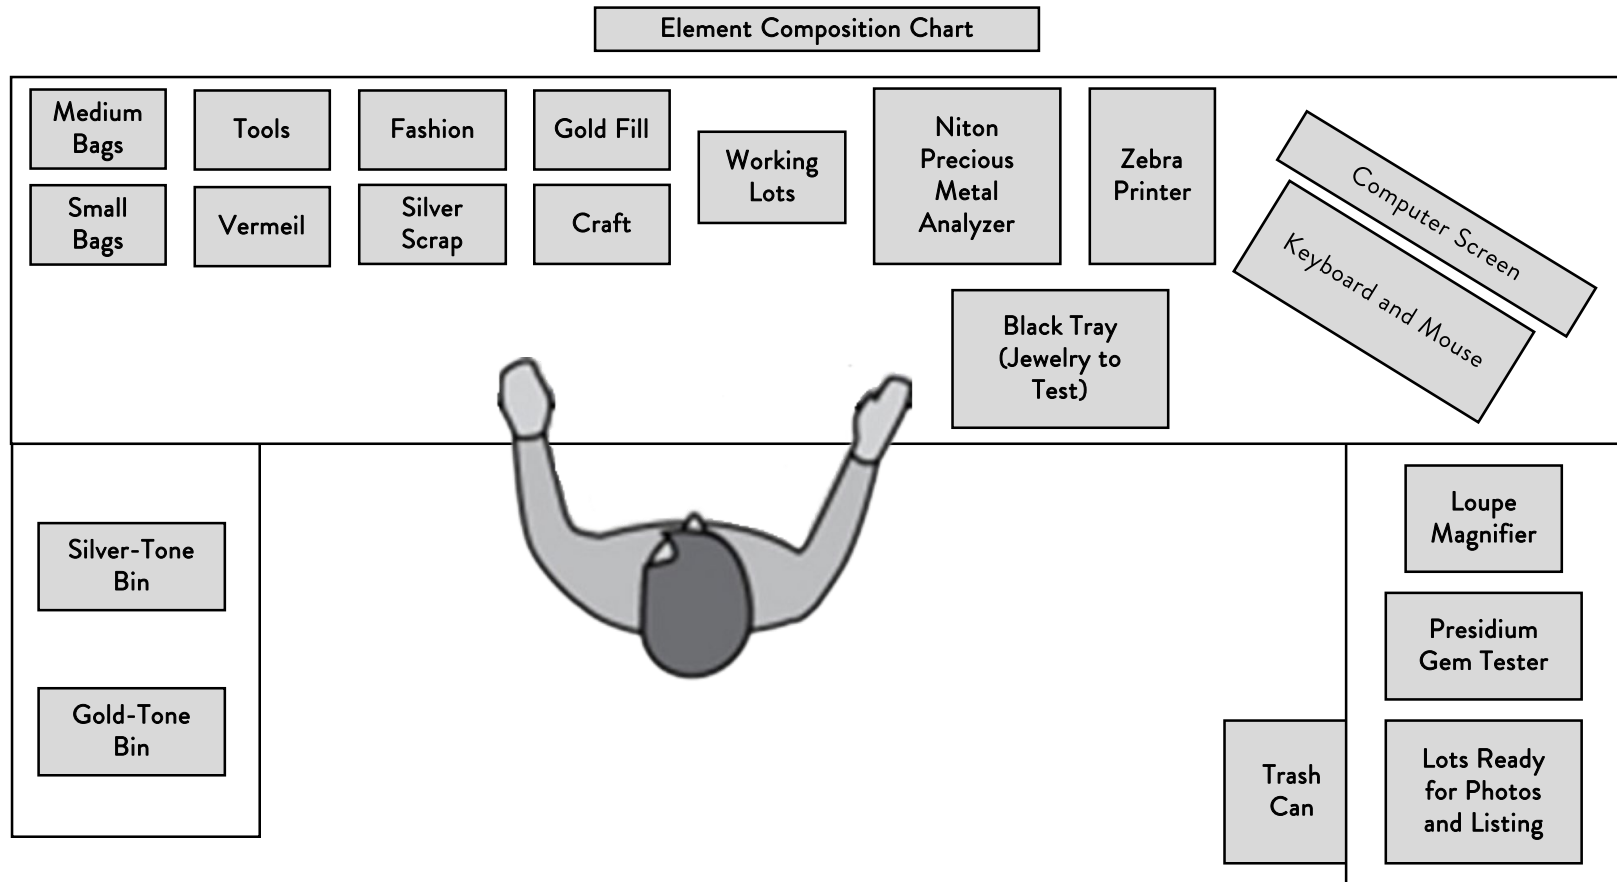 Element Composition Chart
Medium
Bags
Tools
Fashion
Gold Fill
Small
Bags
Vermeil
Silver
Scrap
Craft
Working
Lots
Niton
Precious
Metal
Analyzer
Zebra
Printer
Computer Screen
Keyboard and Mouse
Black Tray
(Jewelry to
Test)
Silver-Tone
Bin
Gold-Tone
Bin
Loupe
Magnifier
Presidium
Gem Tester
Trash
Can
Lots Ready
for Photos
and Listing